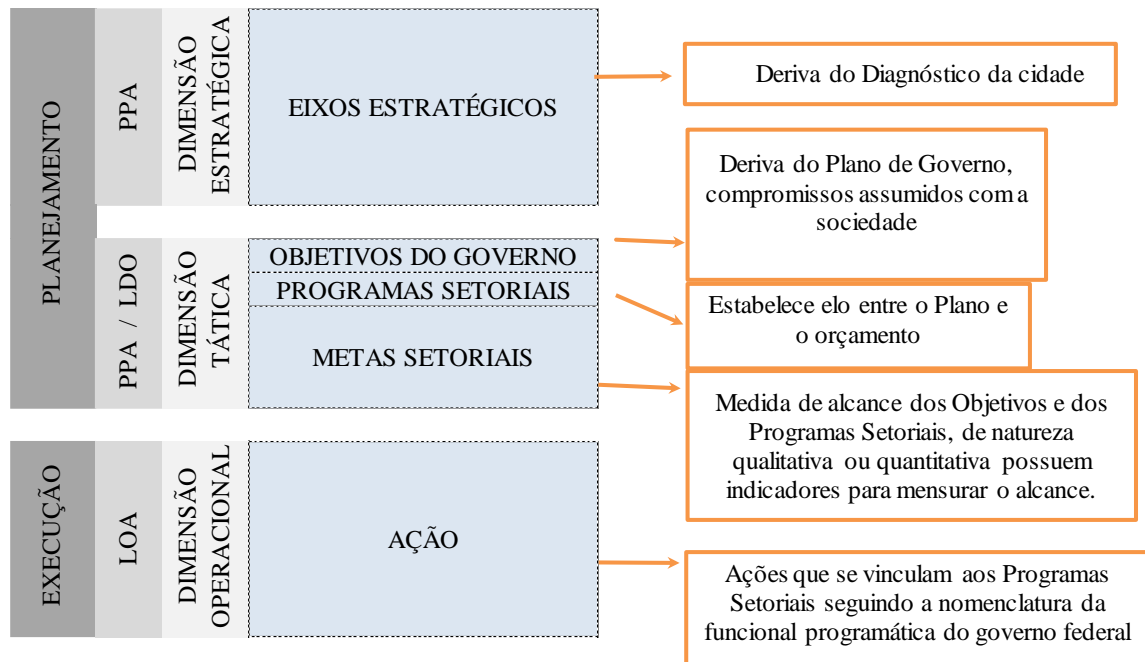 PLANEJAMENTO
PPA
DIMENSÃO
ESTRATÉGICA
EIXOS ESTRATÉGICOS
Deriva do Diagnóstico da cidade
PPA / LDO
DIMENSÃO
TÁTICA
OBJETIVOS DO GOVERNO
PROGRAMAS SETORIAIS
METAS SETORIAIS
Deriva do Plano de Governo,
compromissos assumidos com a
sociedade
Estabelece elo entre o Plano e
o orçamento
Medida de alcance dos Objetivos e dos
Programas Setoriais, de natureza
qualitativa ou quantitativa possuem
indicadores para mensurar o alcance.
EXECUÇÃO
LOA
DIMENSÃO
OPERACIONAL
AÇÃO
Ações que se vinculam aos Programas
Setoriais seguindo a nomenclatura da
funcional programática do governo federal